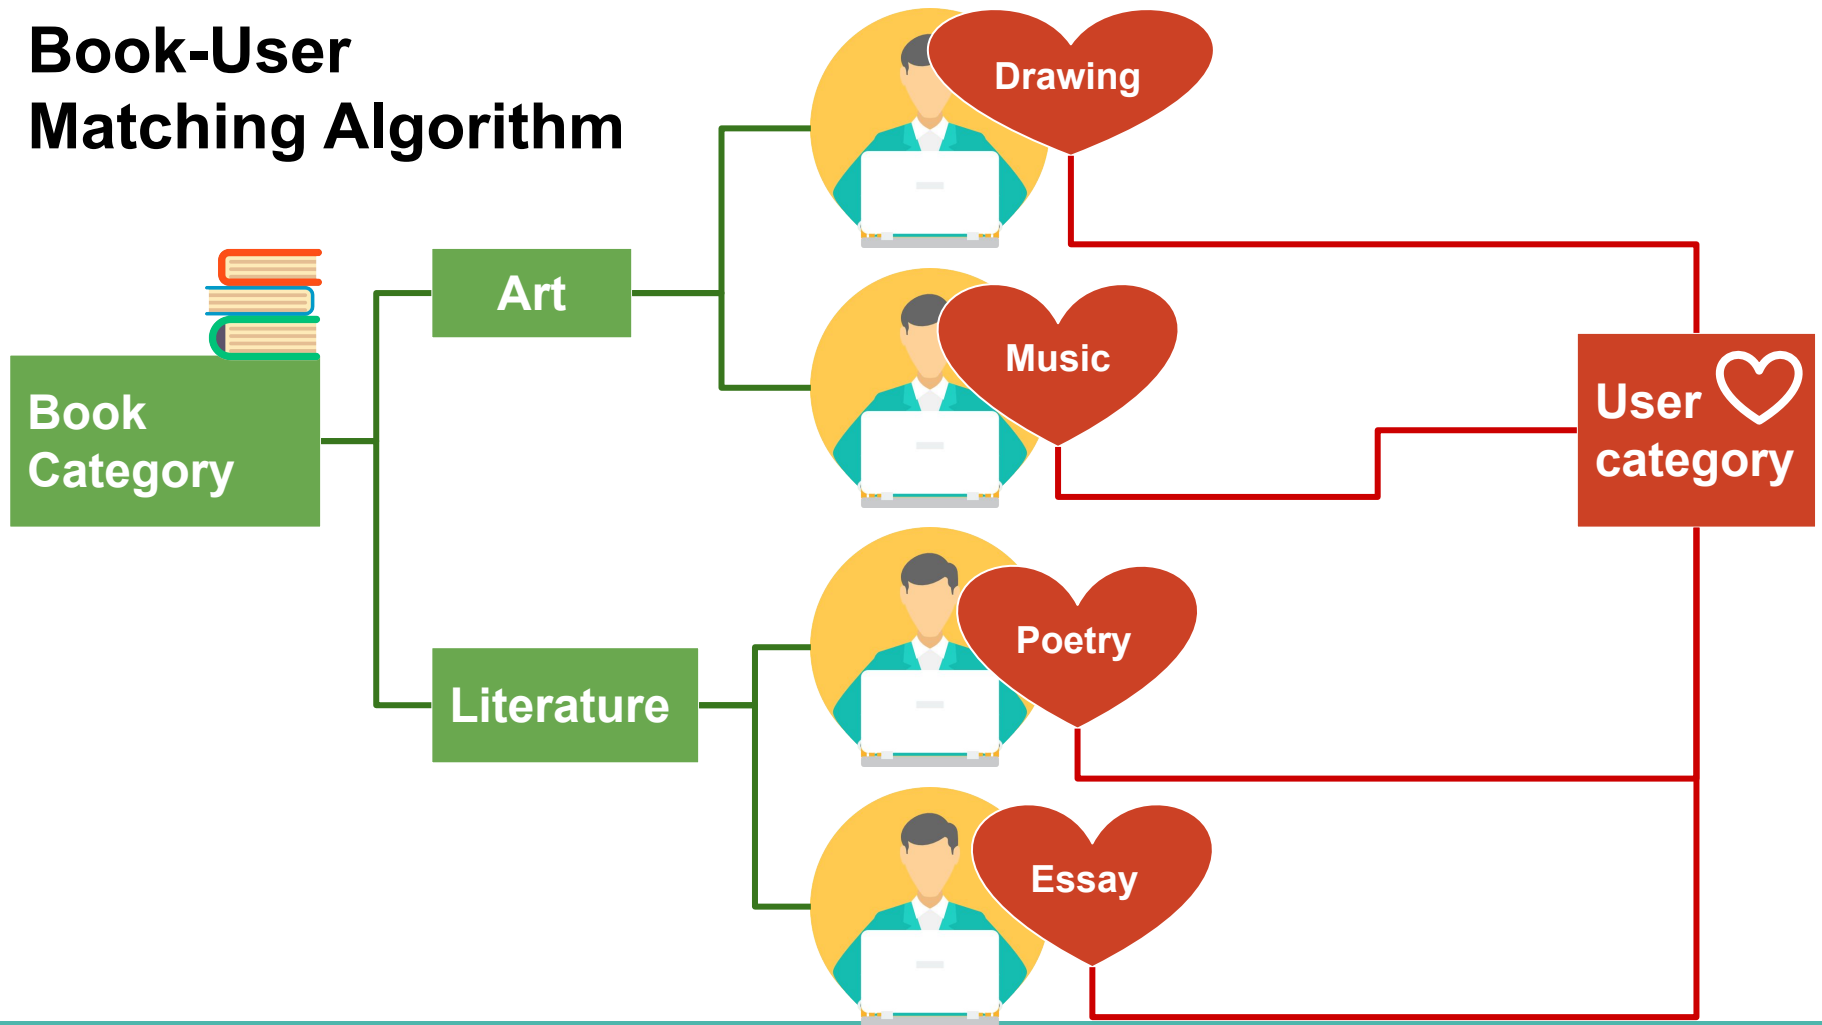 Book-User
Matching Algorithm
Drawing
Art
Music
Book
Category
User
category
Poetry
Literature
Essay